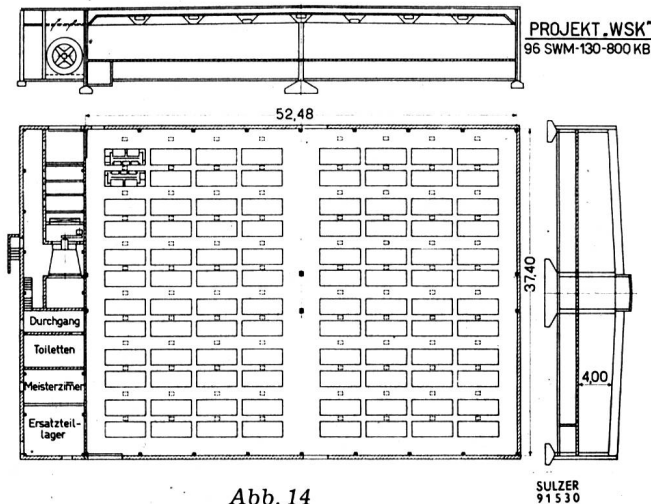 PROJEKT „WSK"
96 SWM-130-800 KB
52,48
37,40
Durchgang
Toiletten
Meisterzimmer
Ersatzteil-
lager
4,00
Abb. 14
SULZER
91530